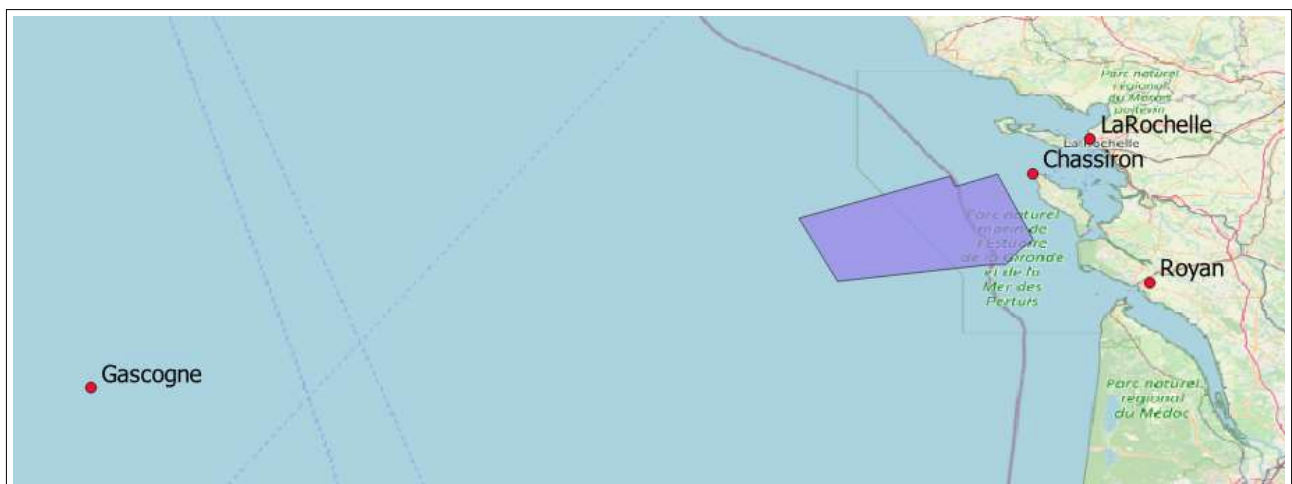 Parc naturel
régional
du Marais
poitevin
LaRochelle
La Rochelle
Chassiron
Parc naturel
marin de
l'Estuaire
de la Gironde
et de la
Mer des
Pertuis
Royan
Gascogne
Parc naturel
régional
du Médoc